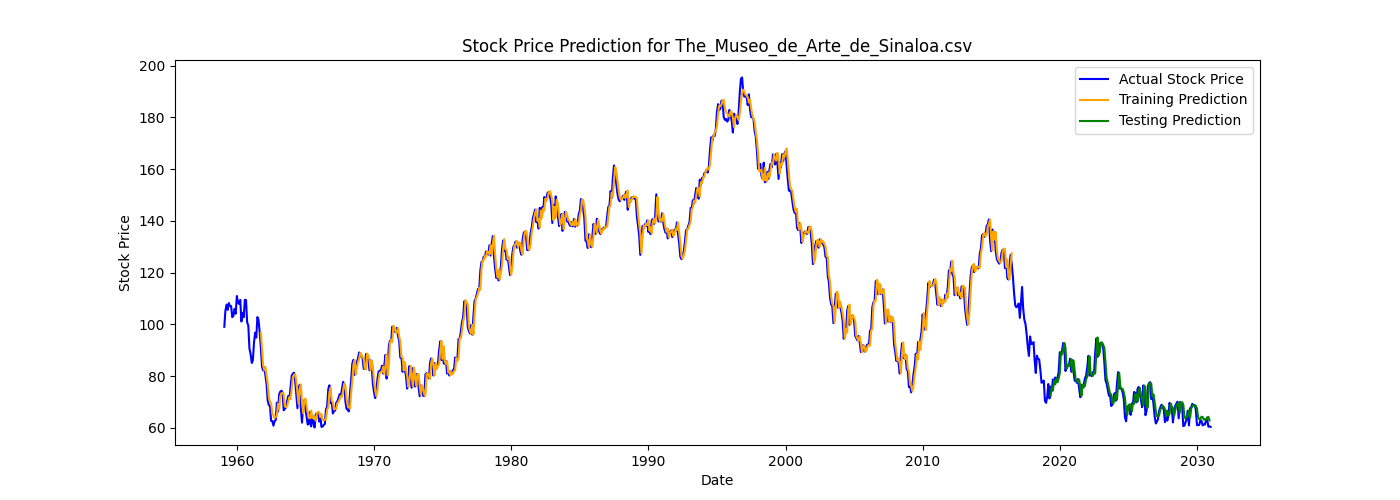 Stock Price Prediction for The_Museo_de_Arte_de_Sinaloa.csv
Actual Stock Price
Training Prediction
Testing Prediction
Stock Price
200
180
160
140
120
100
80
60
1960
1970
1980
1990
2000
2010
2020
2030
Date